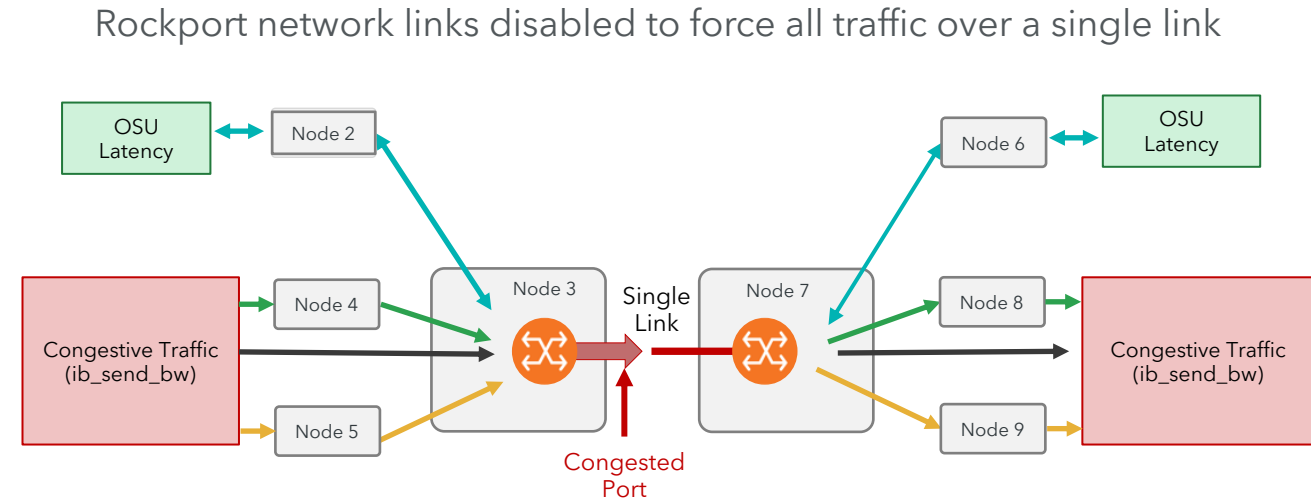 Rockport network links disabled to force all traffic over a single link
OSU
Latency
Node 2
Node 6
OSU
Latency
Node 4
Node 3
Single
Link
Node 7
Node 8
Congestive Traffic
(ib_send_bw)
Congestive Traffic
(ib_send_bw)
Node 5
Node 9
Congested
Port